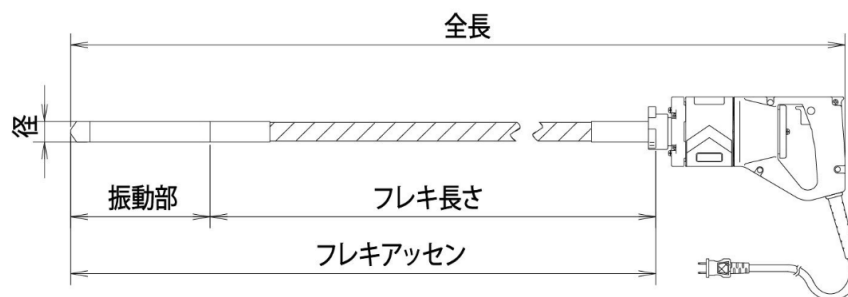 全長
径
振動部
フレキ長さ
フレキアッセン